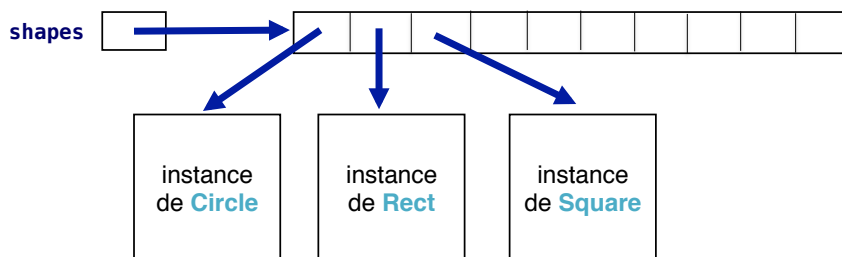 shapes
instance
de Circle
instance
de Rect
instance
de Square